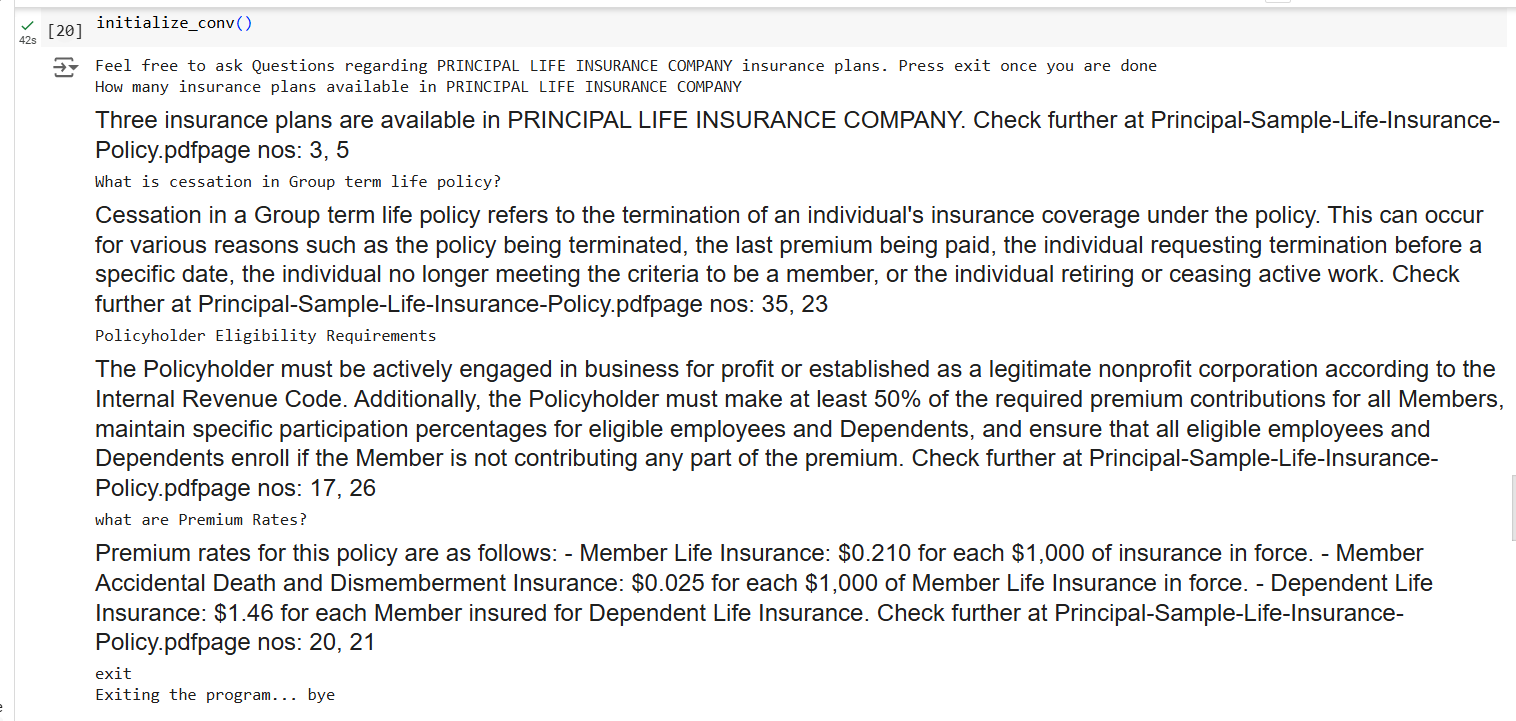 [20] initialize_conv()
42s
Feel free to ask Questions regarding PRINCIPAL LIFE INSURANCE COMPANY insurance plans. Press exit once you are done
How many insurance plans available in PRINCIPAL LIFE INSURANCE COMPANY
Three insurance plans are available in PRINCIPAL LIFE INSURANCE COMPANY. Check further at Principal-Sample-Life-Insurance-
Policy.pdfpage nos: 3, 5
What is cessation in Group term life policy?
Cessation in a Group term life policy refers to the termination of an individual's insurance coverage under the policy. This can occur
for various reasons such as the policy being terminated, the last premium being paid, the individual requesting termination before a
specific date, the individual no longer meeting the criteria to be a member, or the individual retiring or ceasing active work. Check
further at Principal-Sample-Life-Insurance-Policy.pdfpage nos: 35, 23
Policyholder Eligibility Requirements
The Policyholder must be actively engaged in business for profit or established as a legitimate nonprofit corporation according to the
Internal Revenue Code. Additionally, the Policyholder must make at least 50% of the required premium contributions for all Members,
maintain specific participation percentages for eligible employees and Dependents, and ensure that all eligible employees and
Dependents enroll if the Member is not contributing any part of the premium. Check further at Principal-Sample-Life-Insurance-
Policy.pdfpage nos: 17, 26
what are Premium Rates?
Premium rates for this policy are as follows: - Member Life Insurance: $0.210 for each $1,000 of insurance in force. - Member
Accidental Death and Dismemberment Insurance: $0.025 for each $1,000 of Member Life Insurance in force. - Dependent Life
Insurance: $1.46 for each Member insured for Dependent Life Insurance. Check further at Principal-Sample-Life-Insurance-
Policy.pdfpage nos: 20, 21
exit
Exiting the program... bye